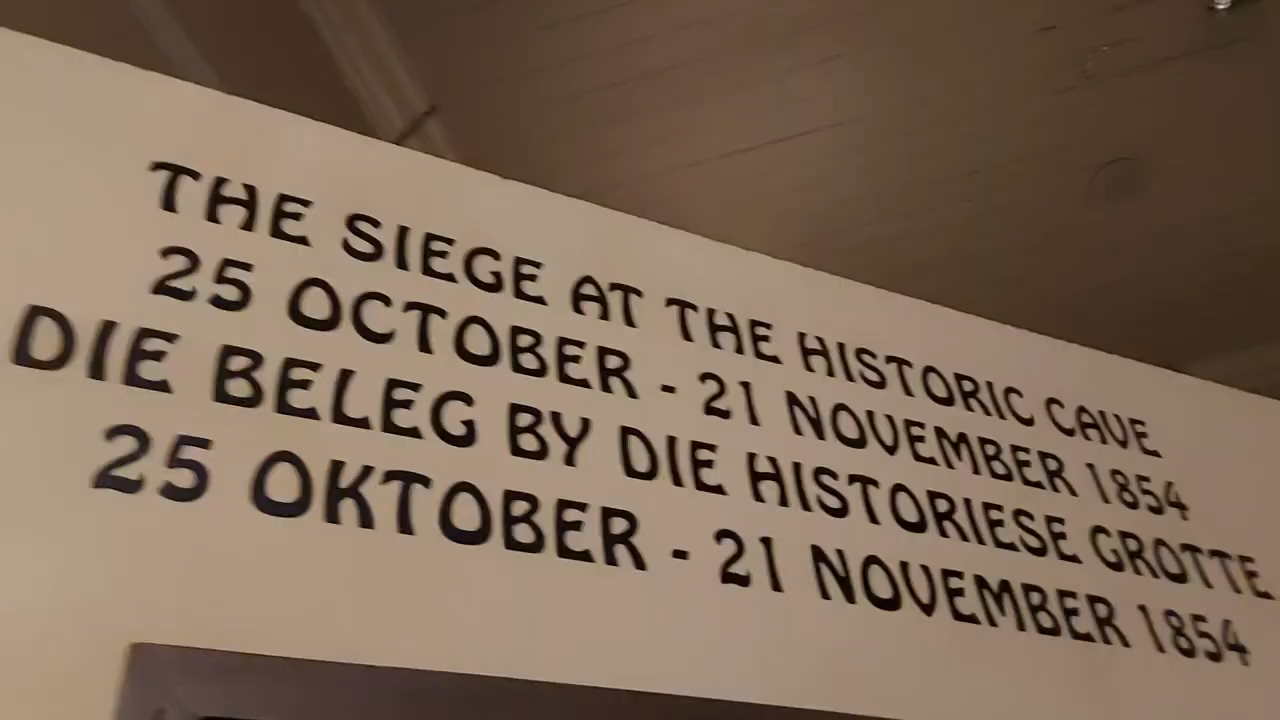 THE SIEGE AT THE HISTORIC CAVE
25 OCTOBER - 21 NOVEMBER 1854
DIE BELEG BY DIE HISTORIESE GROTTE
25 OKTOBER - 21 NOVEMBER 1854